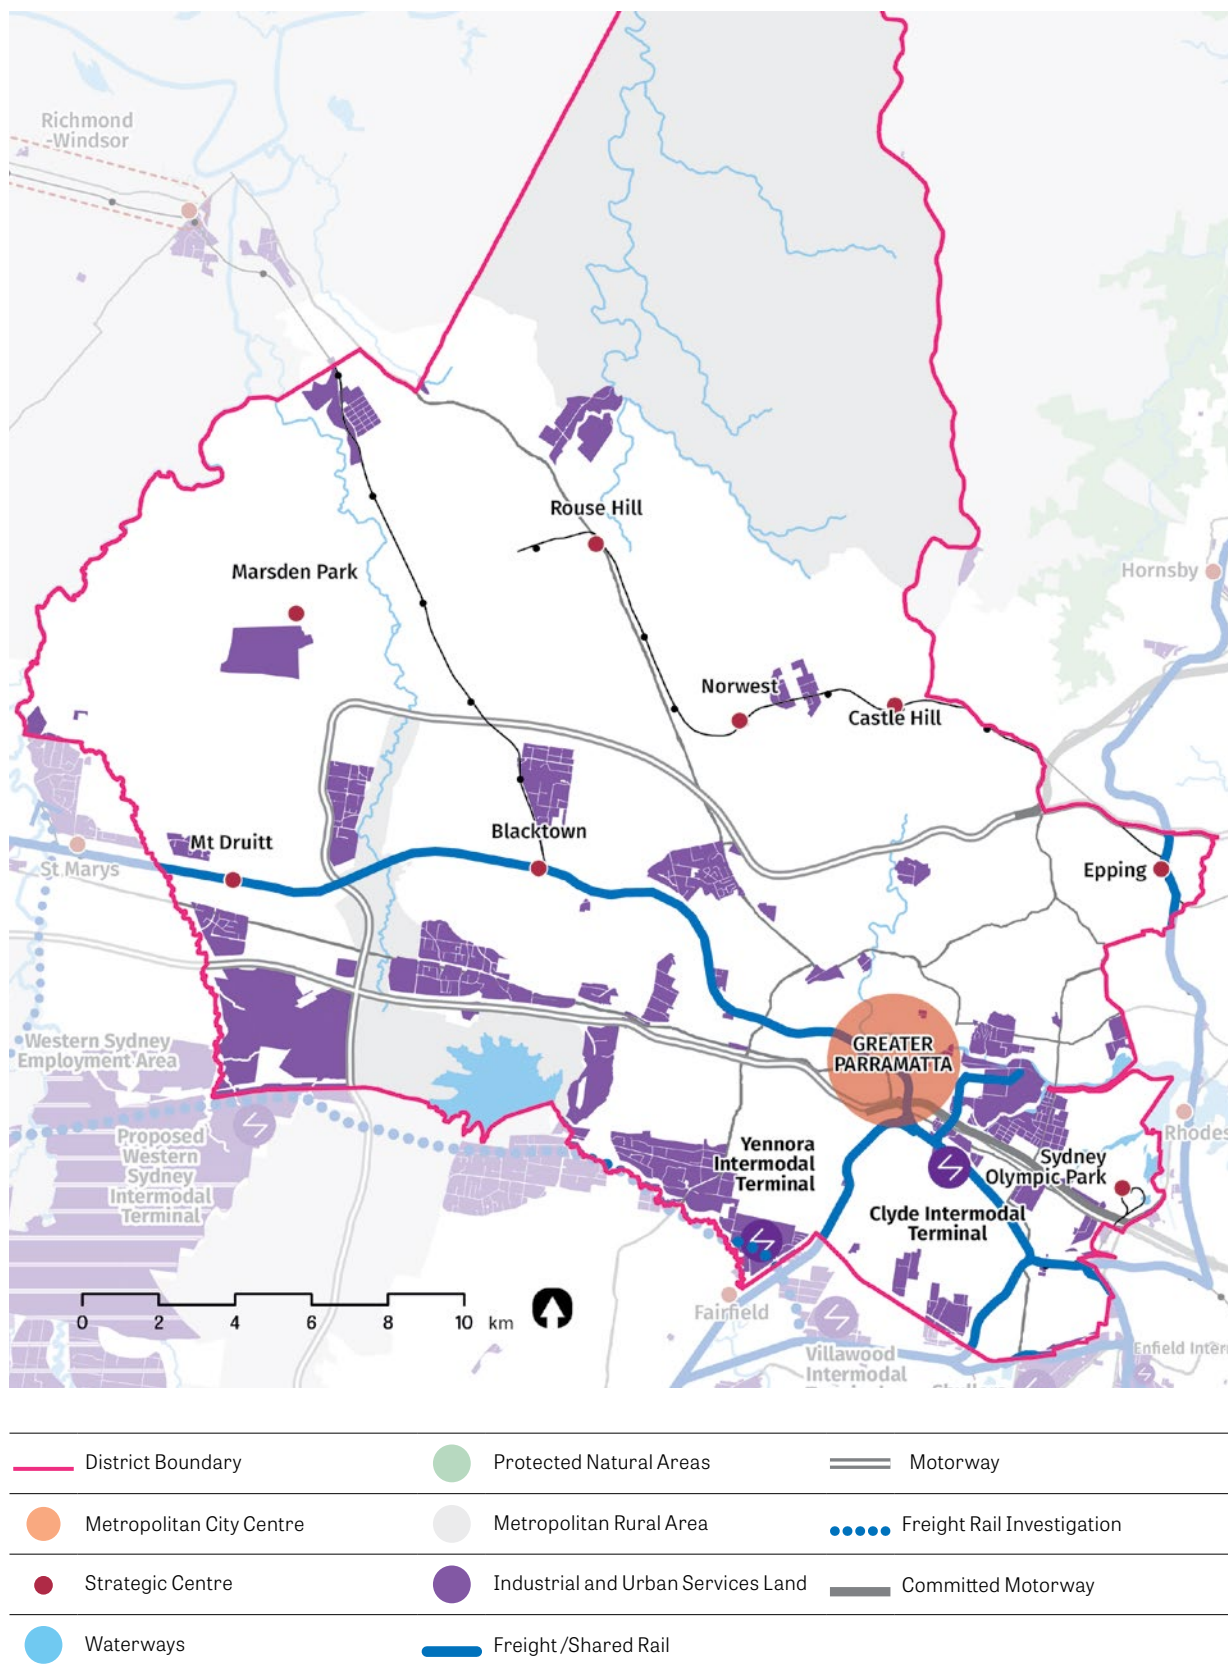 Richmond
-Windsor
Rouse Hill
Marsden Park
Hornsby
Norwest
Castle Hill
Blacktown
Mt Druitt
St Marys
Epping
GREATER
PARRAMATTA
Western Sydney
Employment Area
Proposed
Western
Sydney
Intermodal
Terminal
Yennora
Intermodal
Terminal
Rhodes
Sydney
Olympic Park
Clyde Intermodal
Terminal
Fairfield
Villawood
Intermodal
Enfield Inter
0 2 4 6 8 10 km
District Boundary
Protected Natural Areas
Motorway
Metropolitan City Centre
Metropolitan Rural Area
Freight Rail Investigation
Strategic Centre
Industrial and Urban Services Land
Committed Motorway
Waterways
Freight/Shared Rail